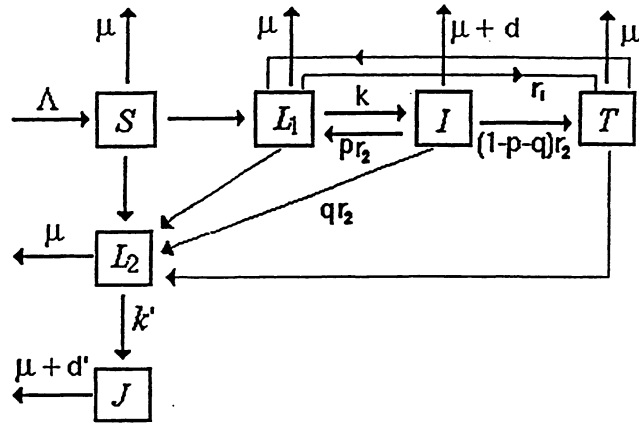 μ
μ
μ + d
μ
Λ
S
L₁
k
pr₂
I
r₁
(1-p-q)r₂
T
qr₂
μ
L₂
k'
μ + d'
J